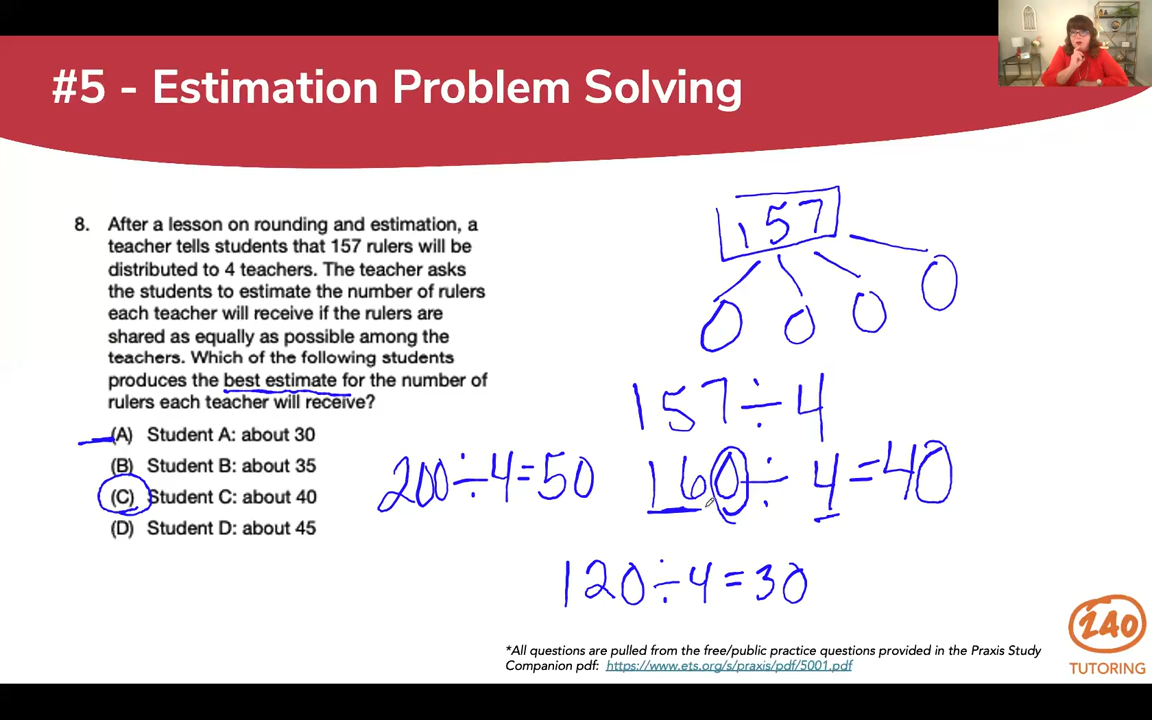 #5 - Estimation Problem Solving
8. After a lesson on rounding and estimation, a
teacher tells students that 157 rulers will be
distributed to 4 teachers. The teacher asks
the students to estimate the number of rulers
each teacher will receive if the rulers are
shared as equally as possible among the
teachers. Which of the following students
produces the best estimate for the number of
rulers each teacher will receive?
(A) Student A: about 30
(B) Student B: about 35
(C) Student C: about 40
(D) Student D: about 45
157
157÷4
200÷4=50
160÷4=40
120÷4=30
*All questions are pulled from the free/public practice questions provided in the Praxis Study
Companion pdf: https://www.ets.org/s/praxis/pdf/5001.pdf
240
TUTORING